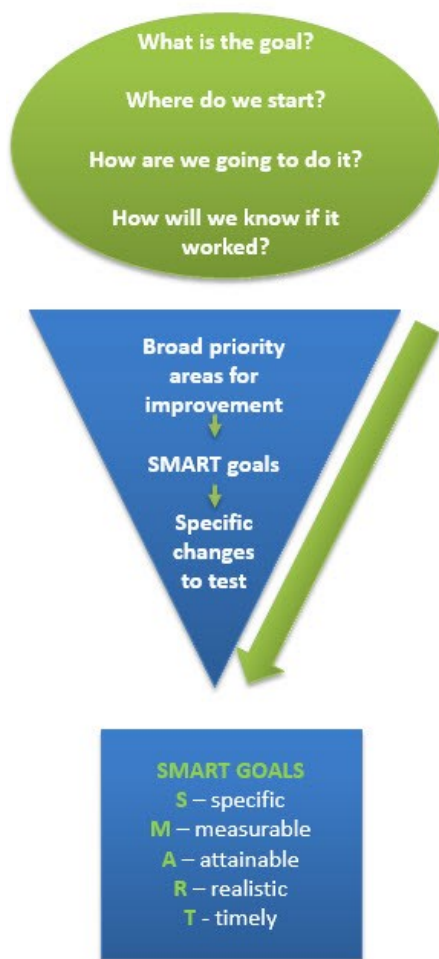 What is the goal?
Where do we start?
How are we going to do it?
How will we know if it
worked?
Broad priority
areas for
improvement
SMART goals
Specific
changes
to test
SMART GOALS
S – specific
M – measurable
A – attainable
R – realistic
T - timely